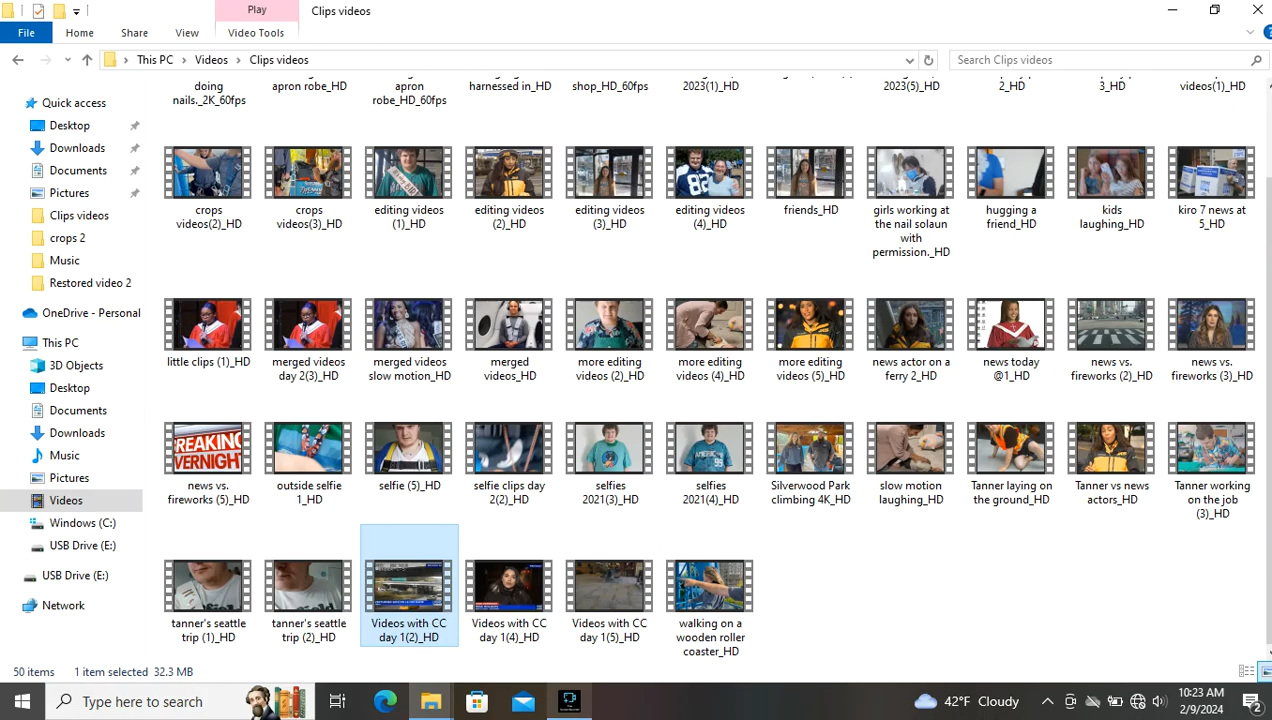 Play
Clips videos
File
Home
Share
View
Video Tools
This PC
Videos
Clips videos
Search Clips videos
doing nails._2K_60fps
apron robe_HD
apron robe_HD_60fps
harnessed in_HD
shop_HD_60fps
2023(1)_HD
2023(5)_HD
2_HD
3_HD
videos(1)_HD
Quick access
Desktop
Downloads
Documents
Pictures
Clips videos
crops 2
Music
Restored video 2
OneDrive - Personal
This PC
3D Objects
Desktop
Documents
Downloads
Music
Pictures
Videos
Windows (C:)
USB Drive (E:)
USB Drive (E:)
Network
crops
videos(2)_HD
crops
videos(3)_HD
editing videos
(1)_HD
editing videos
(2)_HD
editing videos
(3)_HD
editing videos
(4)_HD
friends_HD
girls working at
the nail solaun
with
permission._HD
hugging a
friend_HD
kids
laughing_HD
kiro 7 news at
5_HD
little clips (1)_HD
merged videos
day 2(3)_HD
merged videos
slow motion_HD
merged
videos_HD
more editing
videos (2)_HD
more editing
videos (4)_HD
more editing
videos (5)_HD
news actor on a
ferry 2_HD
news today
@1_HD
news vs.
fireworks (2)_HD
news vs.
fireworks (3)_HD
news vs.
fireworks (5)_HD
outside selfie
1_HD
selfie (5)_HD
selfie clips day
2(2)_HD
selfies
2021(3)_HD
selfies
2021(4)_HD
Silverwood Park
climbing 4K_HD
slow motion
laughing_HD
Tanner laying on
the ground_HD
Tanner vs news
actors_HD
Tanner working
on the job
(3)_HD
tanner's seattle
trip (1)_HD
tanner's seattle
trip (2)_HD
Videos with CC
day 1(2)_HD
Videos with CC
day 1(4)_HD
Videos with CC
day 1(5)_HD
walking on a
wooden roller
coaster_HD
50 items
1 item selected 32.3 MB
Type here to search
42°F Cloudy
10:23 AM
2/9/2024
2